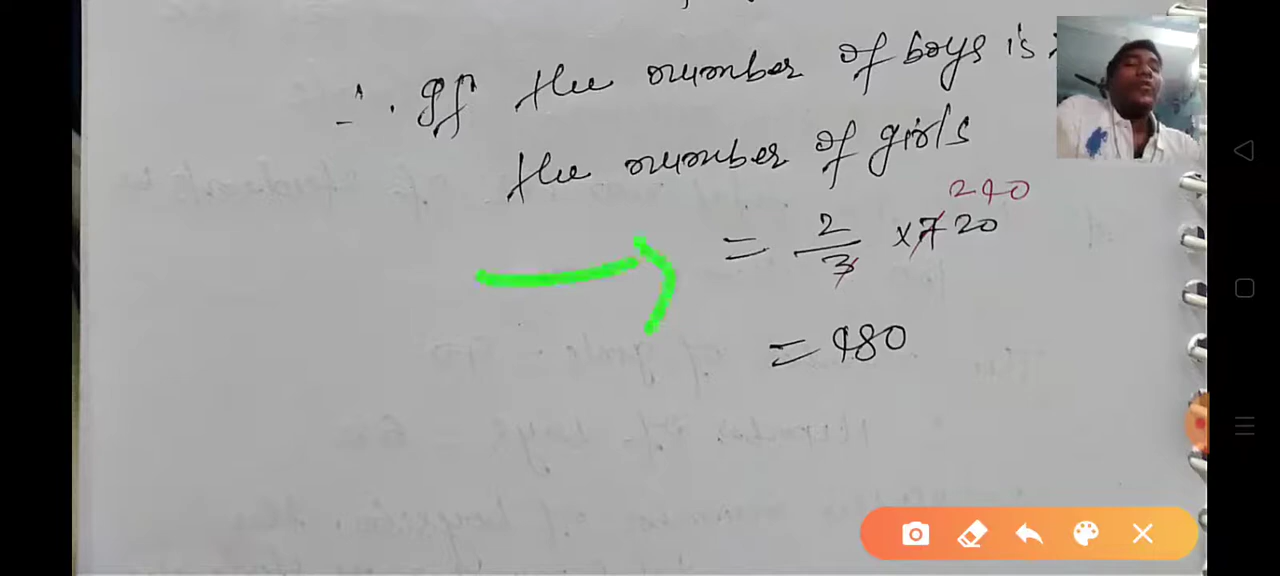 ∴ If the number of boys is
the number of girls
240
= 2/3 × 720
= 480